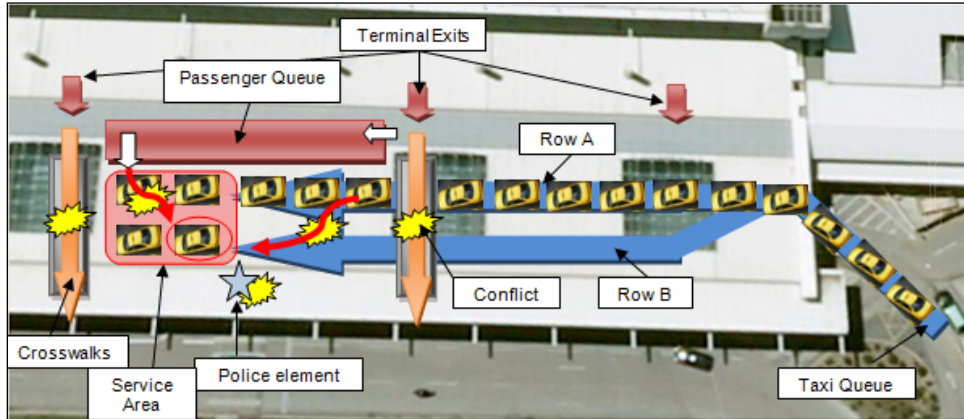 Terminal Exits
Passenger Queue
Row A
Conflict
Row B
Crosswalks
Service
Area
Police element
Taxi Queue